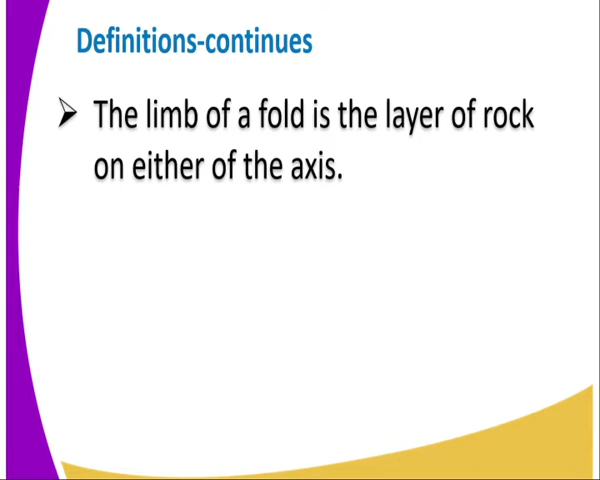 Definitions-continues
➢ The limb of a fold is the layer of rock
on either of the axis.